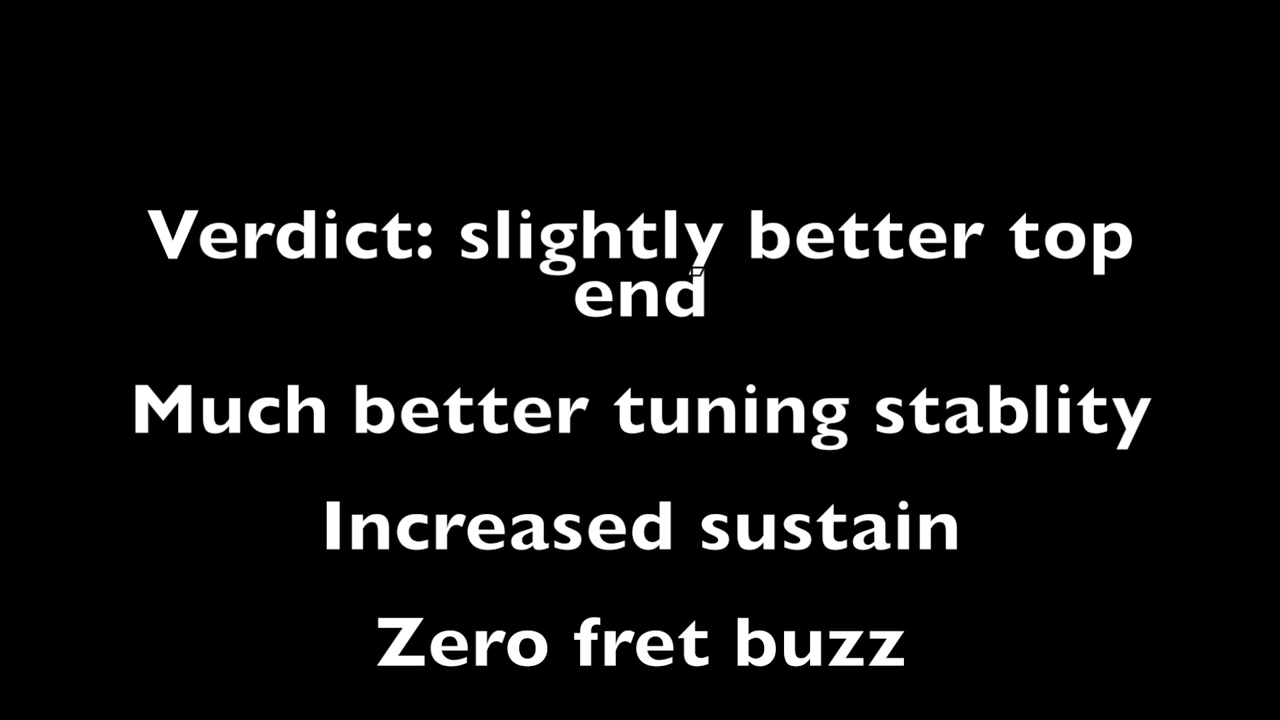 Verdict: slightly better top
end
Much better tuning stablity
Increased sustain
Zero fret buzz